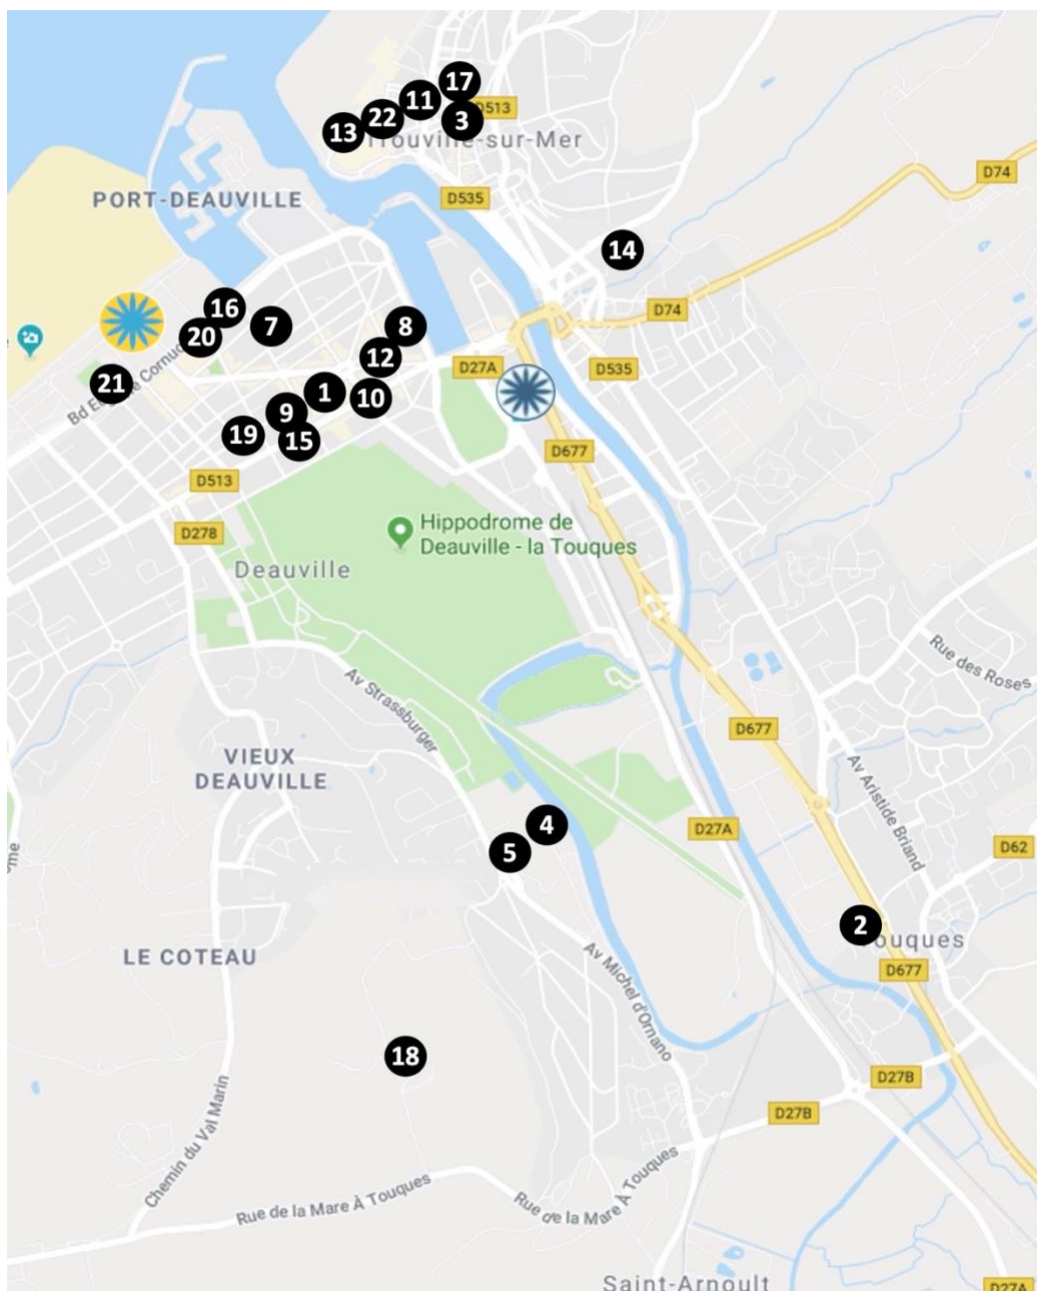 17
11
D513
22
3
13
Trouville-sur-Mer
D74
PORT-DEAUVILLE
D535
14
16
D74
20
7
8
12
D27A
D535
21
Bd Eugène Cornuc
1
10
9
19
15
D677
D513
Hippodrome de
Deauville - la Touques
D278
Deauville
Rue des Roses
Av Strassburger
D677
VIEUX
DEAUVILLE
Av Aristide Briand
4
D27A
5
D62
ome
2
Touques
LE COTEAU
D677
Av Michel d'Ornano
18
D27B
D27B
Chemin du Val Marin
Rue de la Mare À Touques
Rue de la Mare À Touques
Saint-Arnoult
D27A